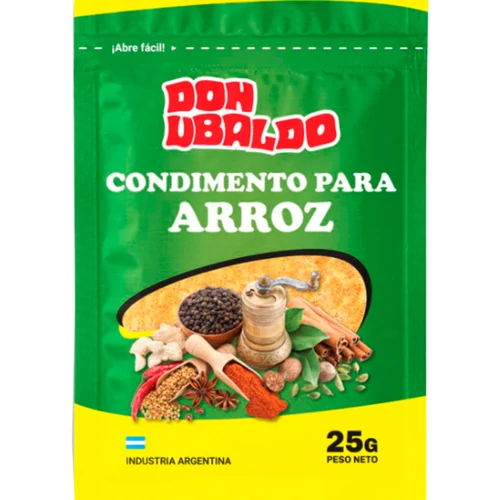 ¡Abre fácil!
DON
UBALDO
CONDIMENTO PARA
ARROZ
INDUSTRIA ARGENTINA
25G
PESO NETO